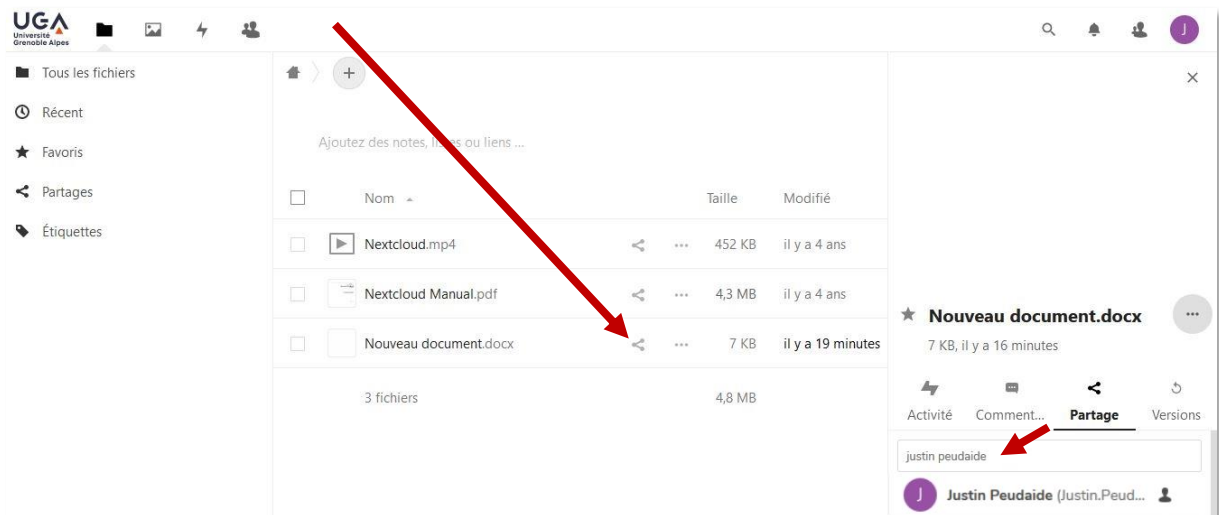 UGA
Université
Grenoble Alpes
J
Tous les fichiers
Récent
Favoris
Partages
Étiquettes
+
Ajoutez des notes, listes ou liens ...
Nom
Taille
Modifié
Nextcloud.mp4
452 KB
il y a 4 ans
Nextcloud Manual.pdf
4,3 MB
il y a 4 ans
Nouveau document.docx
7 KB
il y a 19 minutes
3 fichiers
4,8 MB
Nouveau document.docx
7 KB, il y a 16 minutes
Activité
Comment...
Partage
Versions
justin peudaide
J
Justin Peudaide (Justin.Peud...